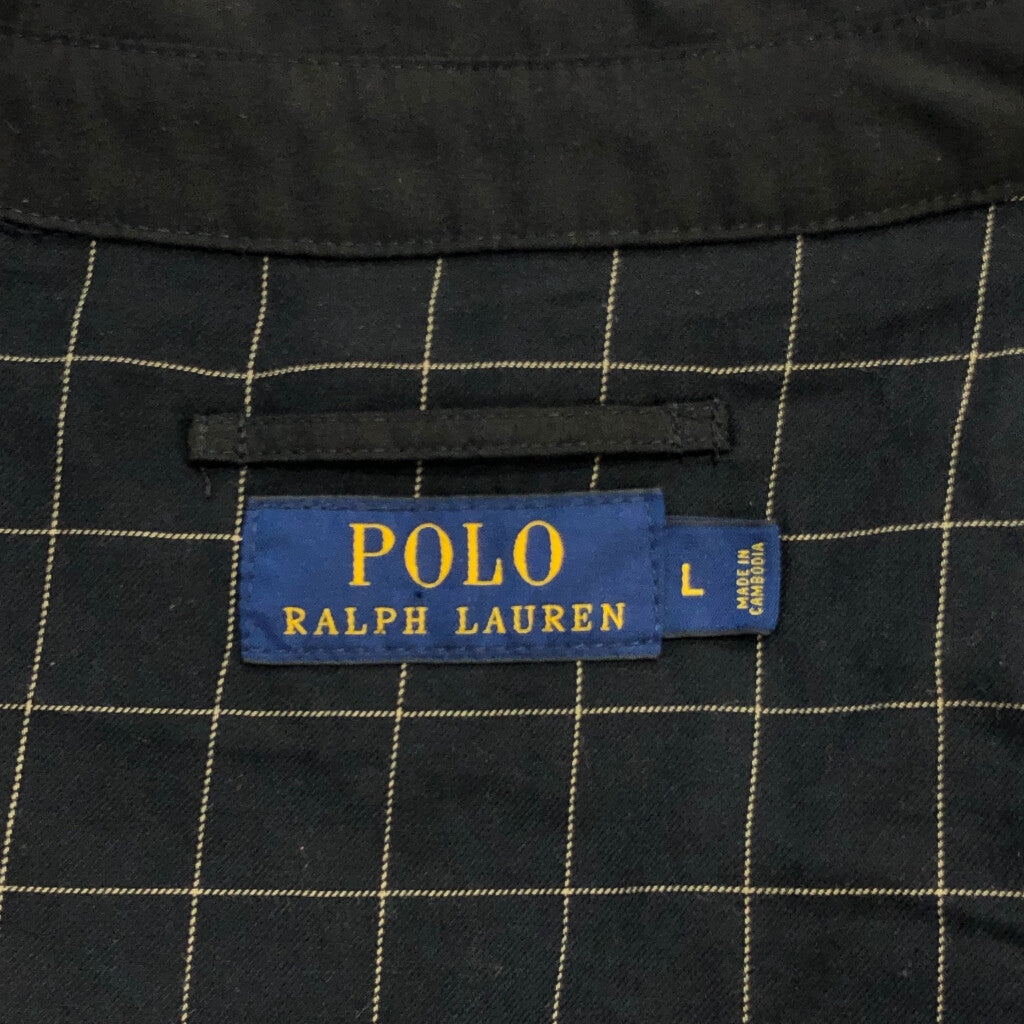 POLO
RALPH LAUREN
L
MADE IN
CAMBODIA